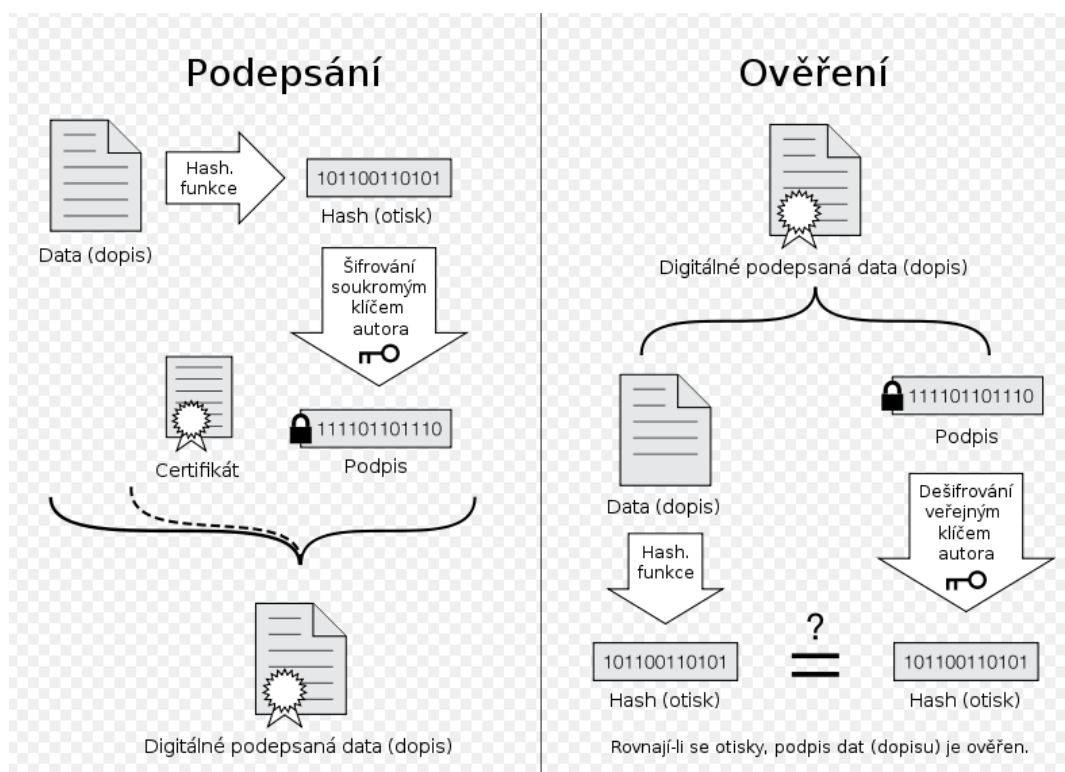 Podepsání
Hash.
funkce
101100110101
Hash (otisk)
Data (dopis)
Šifrování
soukromým
klíčem
autora
111101101110
Certifikát
Podpis
Digitálné podepsaná data (dopis)
Ověření
Digitálné podepsaná data (dopis)
111101101110
Podpis
Data (dopis)
Dešifrování
veřejným
klíčem
autora
Hash.
funkce
?
101100110101
101100110101
Hash (otisk)
Hash (otisk)
Rovnají-li se otisky, podpis dat (dopisu) je ověřen.